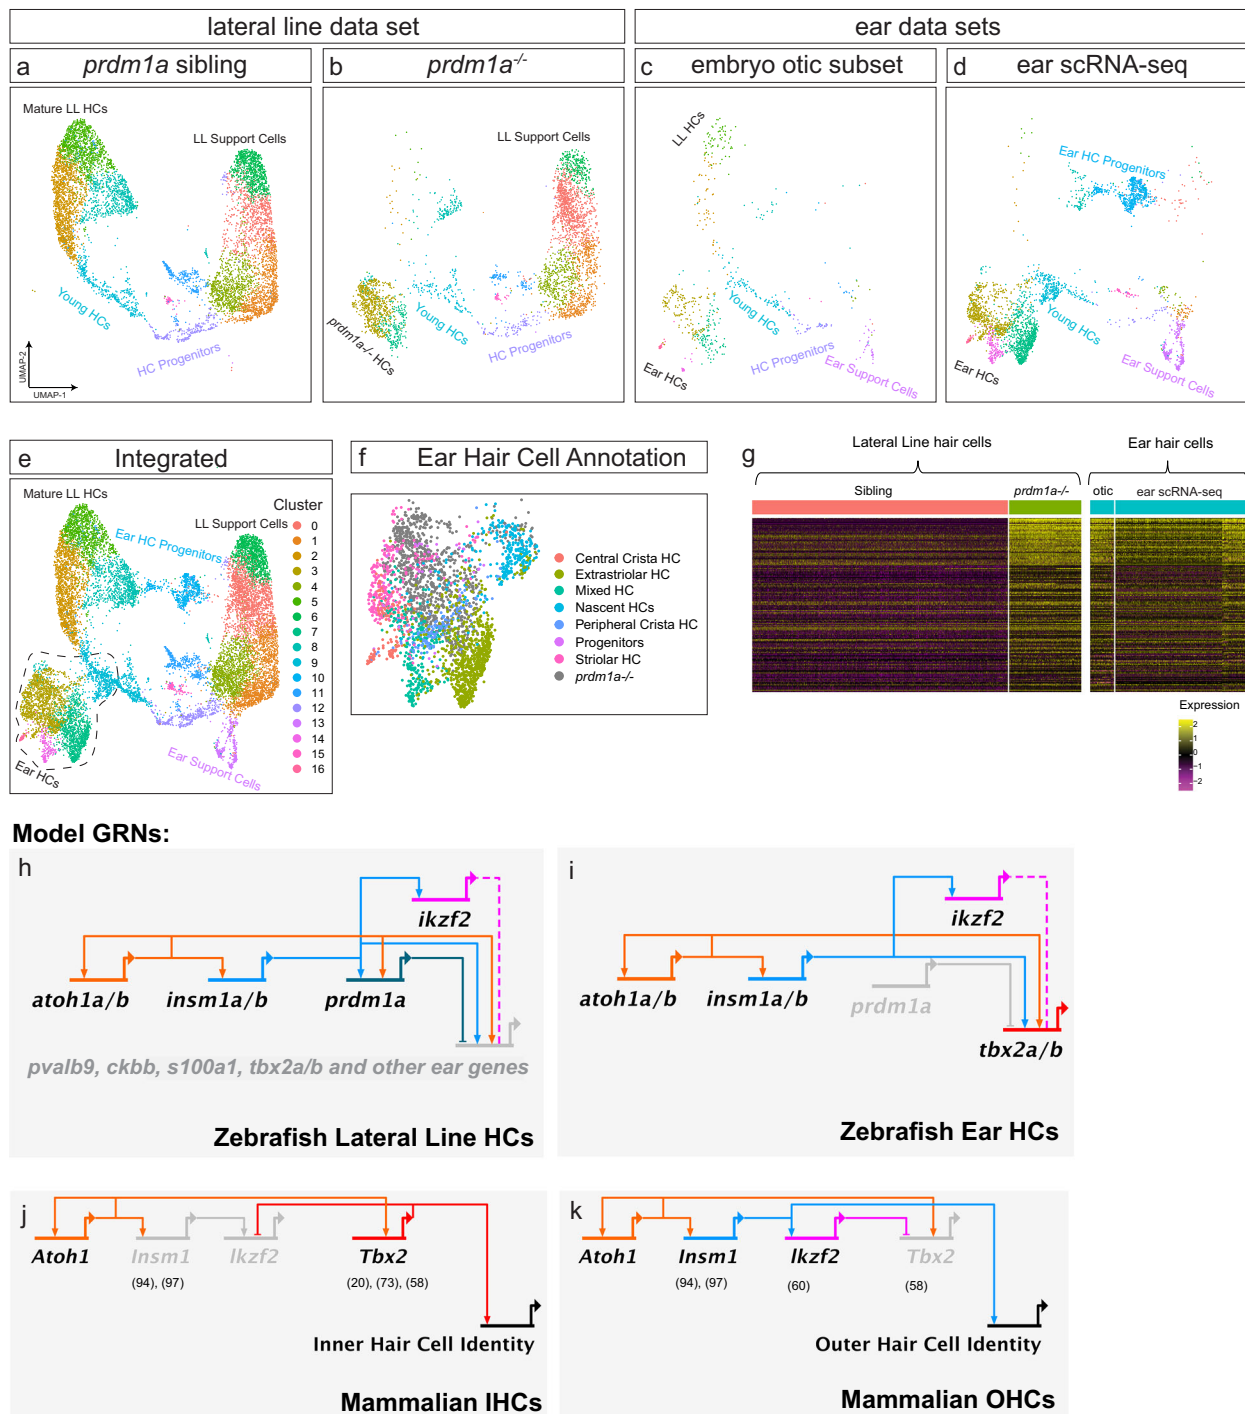 lateral line data set
ear data sets
a
prdm1a sibling
b
prdm1a-/-
c
embryo otic subset
d
ear scRNA-seq
Mature LL HCs
LL Support Cells
Young HCs
HC Progenitors
UMAP-2
UMAP-1
LL Support Cells
prdm1a-/- HCs
Young HCs
HC Progenitors
LL HCs
Young HCs
HC Progenitors
Ear HCs
Ear Support Cells
Ear HC Progenitors
Young HCs
Ear HCs
Ear Support Cells
e
Integrated
Mature LL HCs
Ear HC Progenitors
LL Support Cells
Ear HCs
Ear Support Cells
Cluster
0
1
2
3
4
5
6
7
8
9
10
11
12
13
14
15
16
f
Ear Hair Cell Annotation
Central Crista HC
Extrastriolar HC
Mixed HC
Nascent HCs
Peripheral Crista HC
Progenitors
Striolar HC
prdm1a-/-
g
Lateral Line hair cells
Ear hair cells
Sibling
prdm1a-/-
otic
ear scRNA-seq
Expression
2
1
0
-1
-2
Model GRNs:
h
ikzf2
atoh1a/b
insm1a/b
prdm1a
pvalb9, ckbb, s100a1, tbx2a/b and other ear genes
Zebrafish Lateral Line HCs
i
ikzf2
atoh1a/b
insm1a/b
prdm1a
tbx2a/b
Zebrafish Ear HCs
j
Atoh1
Insm1
Ikzf2
Tbx2
(94), (97)
(20), (73), (58)
Inner Hair Cell Identity
Mammalian IHCs
k
Atoh1
Insm1
Ikzf2
Tbx2
(94), (97)
(60)
(58)
Outer Hair Cell Identity
Mammalian OHCs